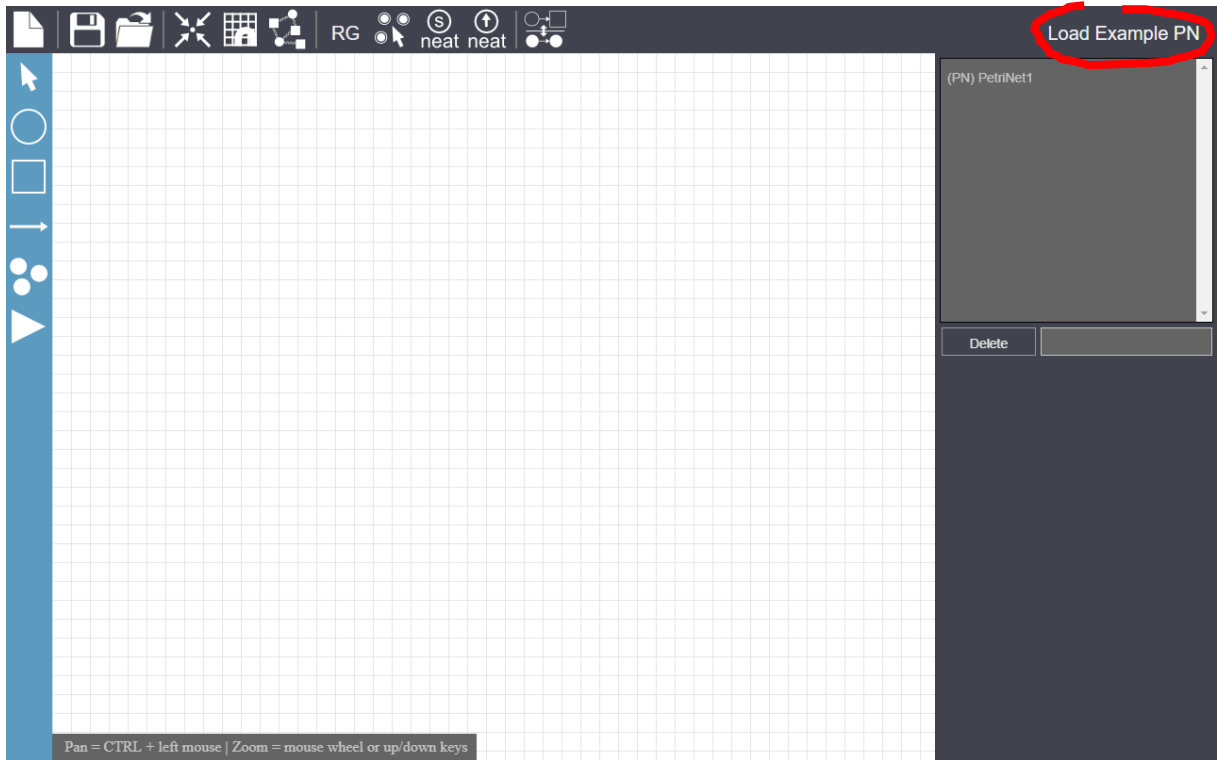 RG
S
neat
neat
Load Example PN
(PN) PetriNet1
Delete
Pan = CTRL + left mouse | Zoom = mouse wheel or up/down keys